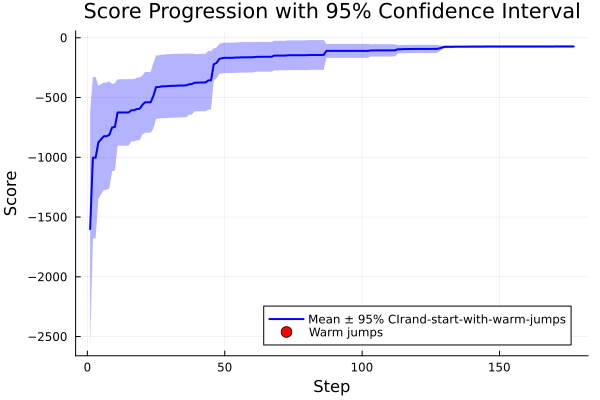 Score Progression with 95% Confidence Interval
0
−500
−1000
−1500
−2000
−2500
Score
Mean ± 95% CIrand-start-with-warm-jumps
Warm jumps
0 50 100 150
Step